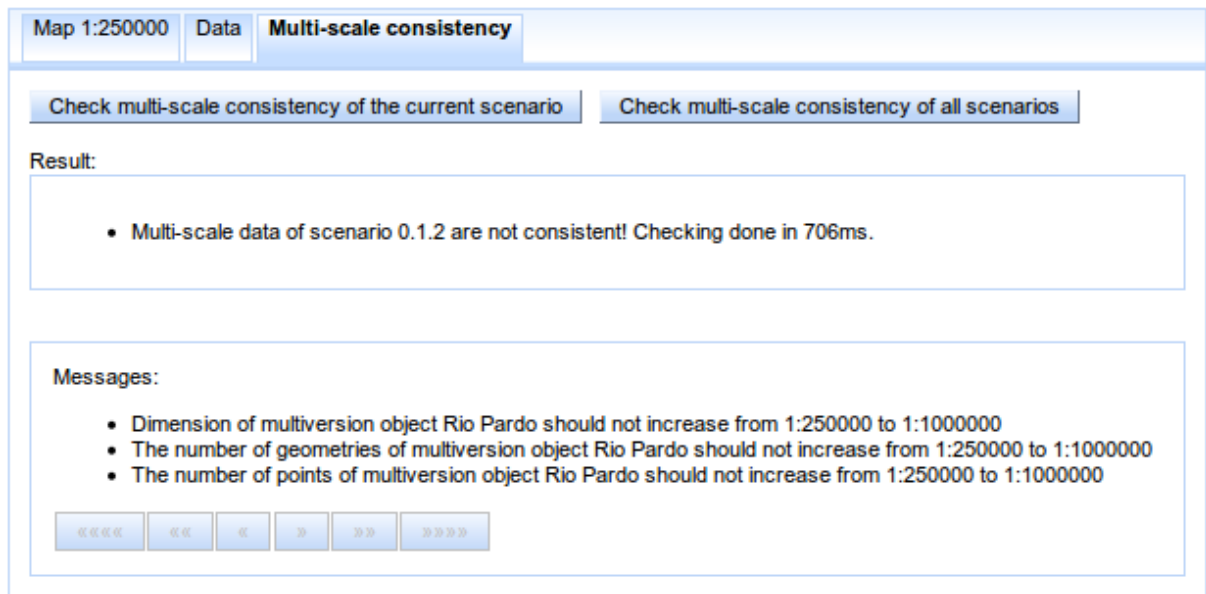 Map 1:250000 Data Multi-scale consistency
Check multi-scale consistency of the current scenario Check multi-scale consistency of all scenarios
Result:
• Multi-scale data of scenario 0.1.2 are not consistent! Checking done in 706ms.
Messages:
• Dimension of multiversion object Rio Pardo should not increase from 1:250000 to 1:1000000
• The number of geometries of multiversion object Rio Pardo should not increase from 1:250000 to 1:1000000
• The number of points of multiversion object Rio Pardo should not increase from 1:250000 to 1:1000000
«««« «« « » »» »»»»